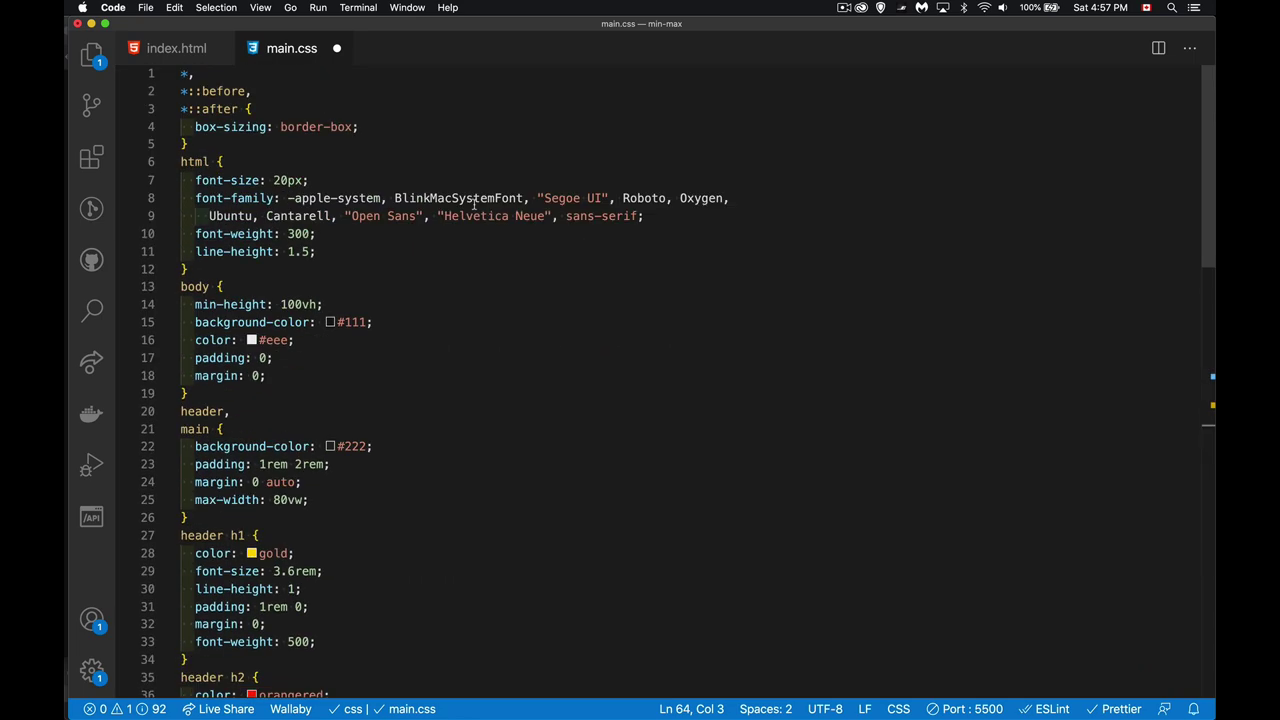 Code File Edit Selection View Go Run Terminal Window Help 100% Sat 4:57 PM
main.css — min-max
index.html main.css
1 *,
2 *::before,
3 *::after {
4 box-sizing: border-box;
5 }
6 html {
7 font-size: 20px;
8 font-family: -apple-system, BlinkMacSystemFont, "Segoe UI", Roboto, Oxygen,
9 Ubuntu, Cantarell, "Open Sans", "Helvetica Neue", sans-serif;
10 font-weight: 300;
11 line-height: 1.5;
12 }
13 body {
14 min-height: 100vh;
15 background-color: #111;
16 color: #eee;
17 padding: 0;
18 margin: 0;
19 }
20 header,
21 main {
22 background-color: #222;
23 padding: 1rem 2rem;
24 margin: 0 auto;
25 max-width: 80vw;
26 }
27 header h1 {
28 color: gold;
29 font-size: 3.6rem;
30 line-height: 1;
31 padding: 1rem 0;
32 margin: 0;
33 font-weight: 500;
34 }
35 header h2 {
36 color: orangered;
1
/API
1
1
0 1 92 Live Share Wallaby ✓ css | ✓ main.css Ln 64, Col 3 Spaces: 2 UTF-8 LF CSS Port : 5500 ✓ ESLint ✓ Prettier